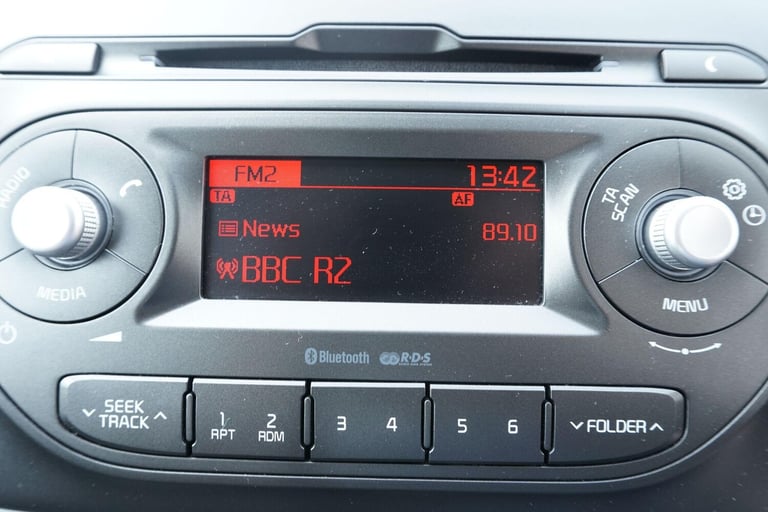 FM2 13:42
TA AF
News 89.10
BBC R2
RADIO
MEDIA
TA
SCAN
MENU
Bluetooth R·D·S
SEEK
TRACK
1 2
RPT RDM
3 4
5 6
FOLDER